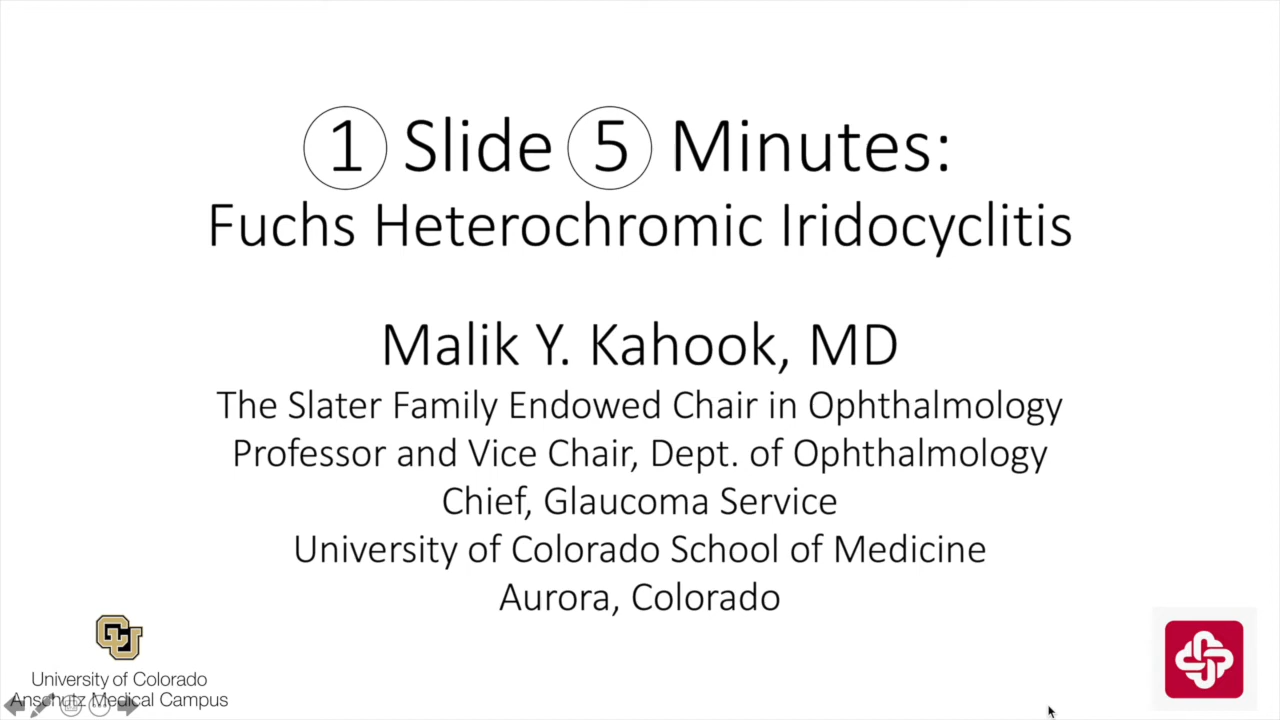 1 Slide 5 Minutes:
Fuchs Heterochromic Iridocyclitis
Malik Y. Kahook, MD
The Slater Family Endowed Chair in Ophthalmology
Professor and Vice Chair, Dept. of Ophthalmology
Chief, Glaucoma Service
University of Colorado School of Medicine
Aurora, Colorado
CU
University of Colorado
Anschutz Medical Campus